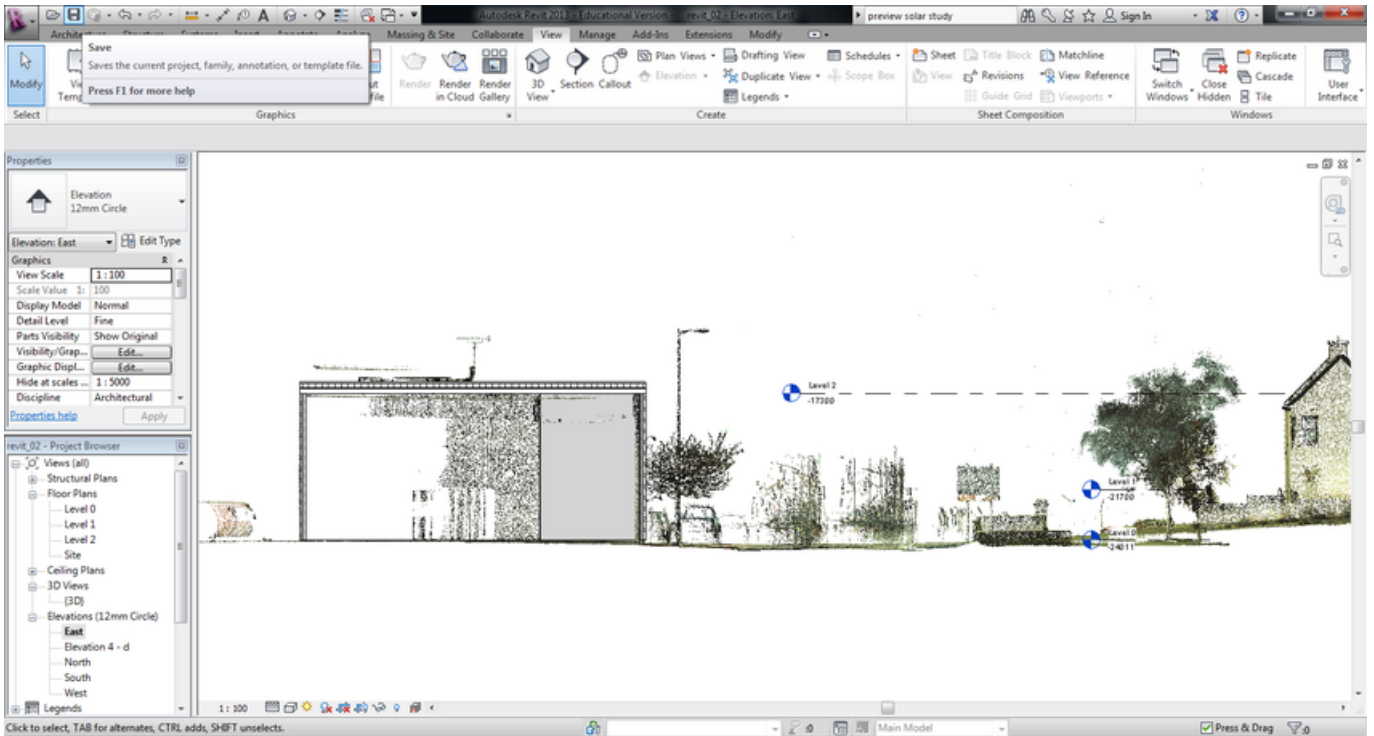 Autodesk Revit 2013 - Educational Version - revit_02 - Elevation: East
preview solar study
Sign In
Massing & Site Collaborate View Manage Add-Ins Extensions Modify
Save
Saves the current project, family, annotation, or template file.
Press F1 for more help
Modify
Render
Render in Cloud
Render Gallery
3D View
Section
Callout
Plan Views
Elevation
Drafting View
Duplicate View
Legends
Schedules
Scope Box
Sheet
View
Title Block
Revisions
Guide Grid
Matchline
View Reference
Viewports
Switch Windows
Close Hidden
Replicate
Cascade
Tile
User Interface
Select Graphics Create Sheet Composition Windows
Properties
Elevation
12mm Circle
Elevation: East Edit Type
Graphics
View Scale 1 : 100
Scale Value 1: 100
Display Model Normal
Detail Level Fine
Parts Visibility Show Original
Visibility/Grap... Edit...
Graphic Displ... Edit...
Hide at scales ... 1 : 5000
Discipline Architectural
Properties help Apply
revit_02 - Project Browser
Views (all)
Structural Plans
Floor Plans
Level 0
Level 1
Level 2
Site
Ceiling Plans
3D Views
{3D}
Elevations (12mm Circle)
East
Elevation 4 - d
North
South
West
Legends
Level 2
-17300
Level 1
-21700
Level 0
-24011
1 : 100
Click to select, TAB for alternates, CTRL adds, SHIFT unselects.
:0
Main Model
Press & Drag
:0